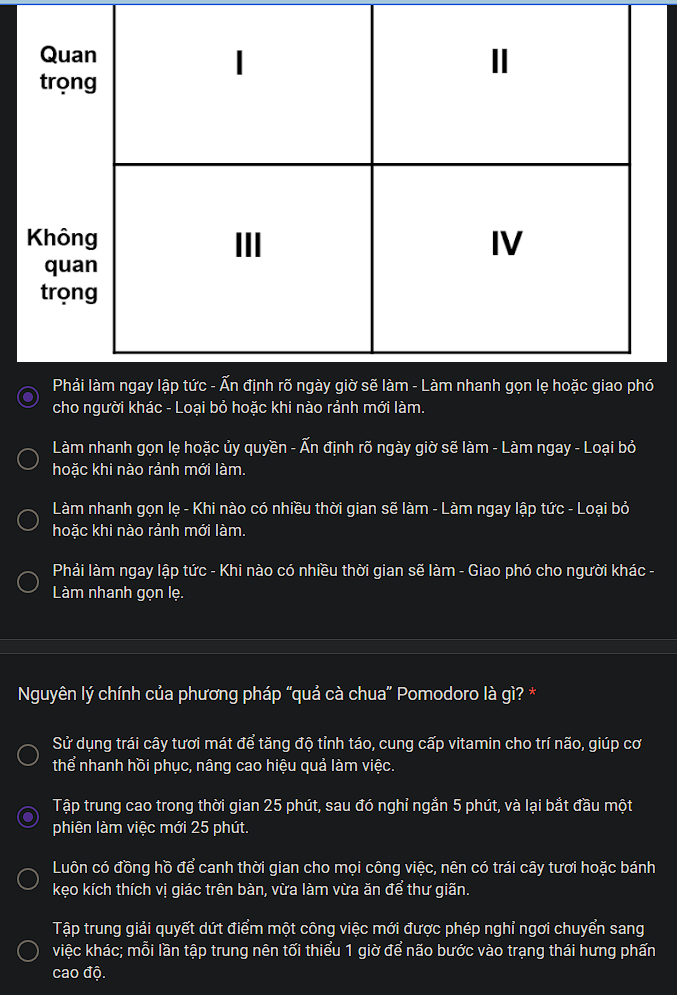 Quan
trọng
I
II
Không
quan
trọng
III
IV
Phải làm ngay lập tức - Ấn định rõ ngày giờ sẽ làm - Làm nhanh gọn lẹ hoặc giao phó
cho người khác - Loại bỏ hoặc khi nào rảnh mới làm.
Làm nhanh gọn lẹ hoặc ủy quyền - Ấn định rõ ngày giờ sẽ làm - Làm ngay - Loại bỏ
hoặc khi nào rảnh mới làm.
Làm nhanh gọn lẹ - Khi nào có nhiều thời gian sẽ làm - Làm ngay lập tức - Loại bỏ
hoặc khi nào rảnh mới làm.
Phải làm ngay lập tức - Khi nào có nhiều thời gian sẽ làm - Giao phó cho người khác -
Làm nhanh gọn lẹ.
Nguyên lý chính của phương pháp “quả cà chua” Pomodoro là gì? *
Sử dụng trái cây tươi mát để tăng độ tỉnh táo, cung cấp vitamin cho trí não, giúp cơ
thể nhanh hồi phục, nâng cao hiệu quả làm việc.
Tập trung cao trong thời gian 25 phút, sau đó nghỉ ngắn 5 phút, và lại bắt đầu một
phiên làm việc mới 25 phút.
Luôn có đồng hồ để canh thời gian cho mọi công việc, nên có trái cây tươi hoặc bánh
kẹo kích thích vị giác trên bàn, vừa làm vừa ăn để thư giãn.
Tập trung giải quyết dứt điểm một công việc mới được phép nghỉ ngơi chuyển sang
việc khác; mỗi lần tập trung nên tối thiểu 1 giờ để não bước vào trạng thái hưng phấn
cao độ.